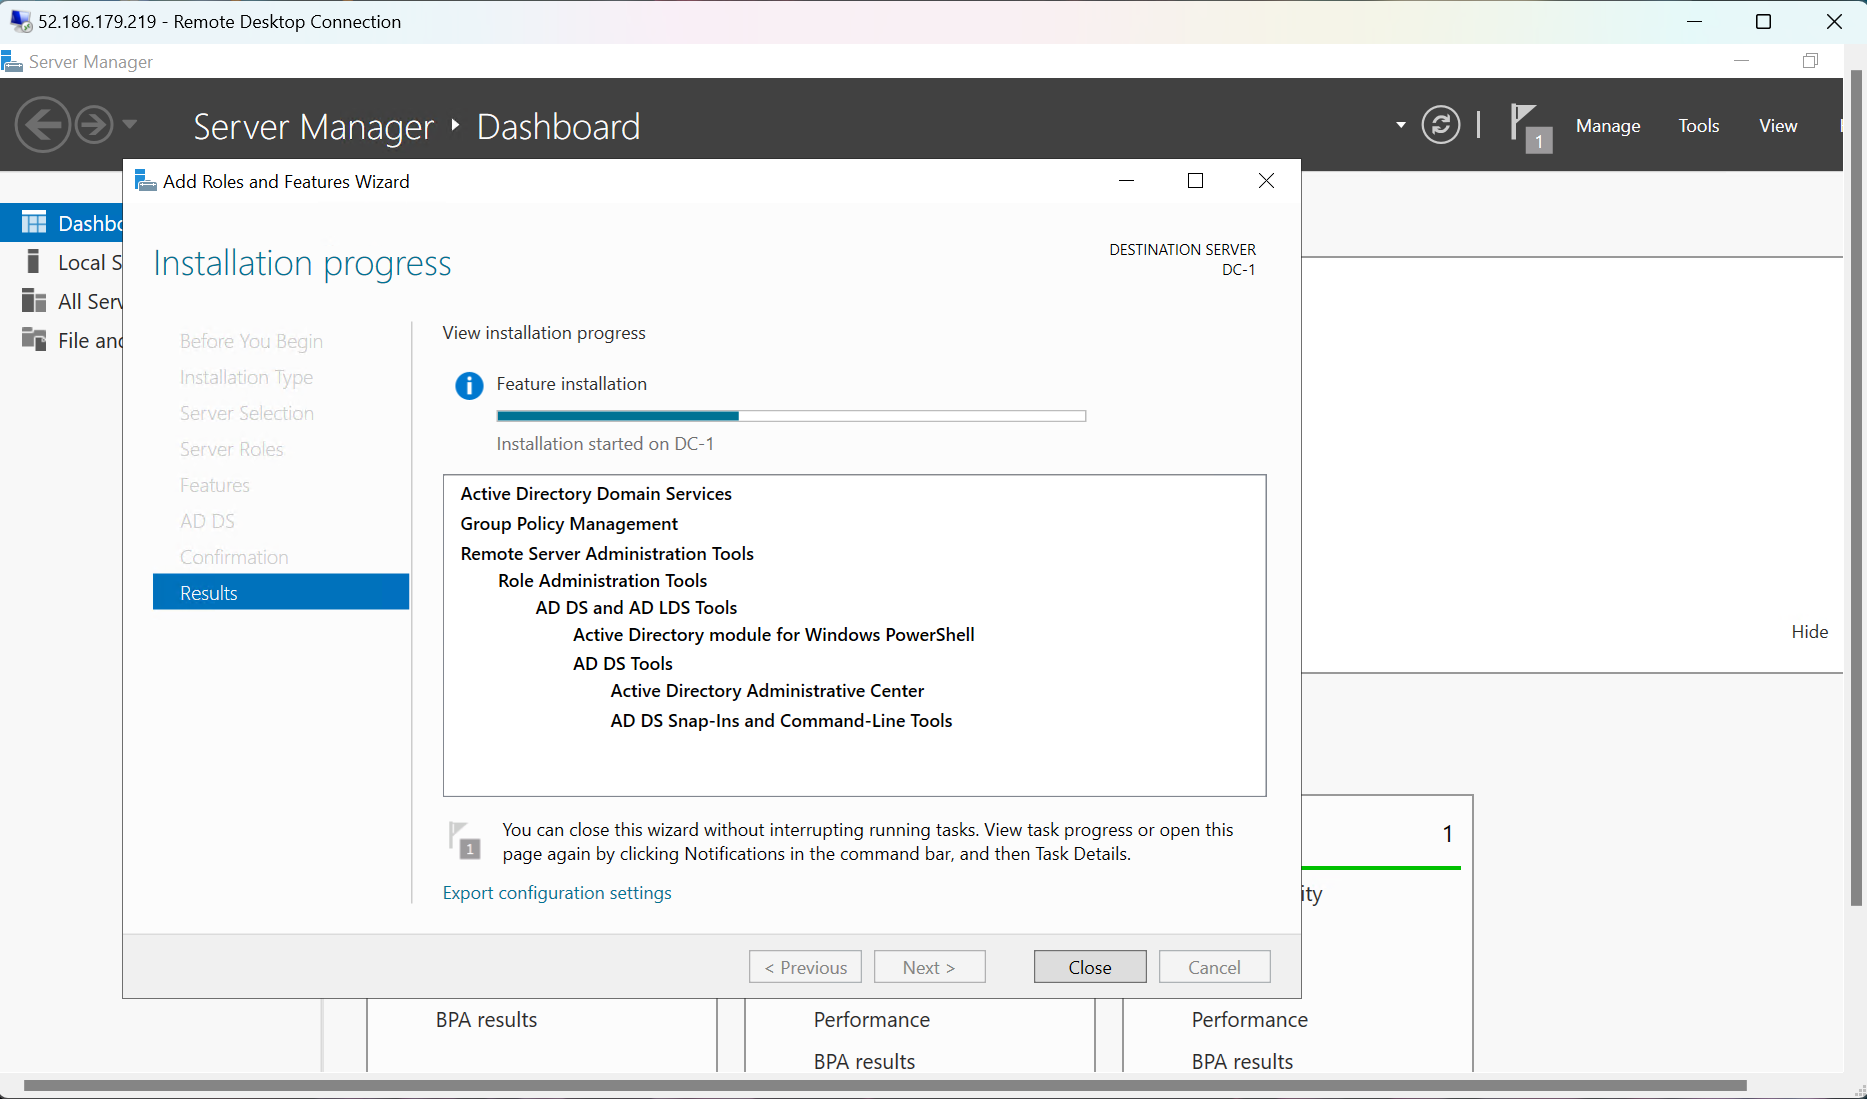 52.186.179.219 - Remote Desktop Connection
Server Manager
Server Manager Dashboard
1
Manage
Tools
View
Add Roles and Features Wizard
Dashbo
Local S
All Serv
File and
Installation progress
DESTINATION SERVER
DC-1
Before You Begin
Installation Type
Server Selection
Server Roles
Features
AD DS
Confirmation
Results
View installation progress
Feature installation
Installation started on DC-1
Active Directory Domain Services
Group Policy Management
Remote Server Administration Tools
Role Administration Tools
AD DS and AD LDS Tools
Active Directory module for Windows PowerShell
AD DS Tools
Active Directory Administrative Center
AD DS Snap-Ins and Command-Line Tools
1
You can close this wizard without interrupting running tasks. View task progress or open this
page again by clicking Notifications in the command bar, and then Task Details.
Export configuration settings
< Previous
Next >
Close
Cancel
Hide
1
ity
BPA results
Performance
BPA results
Performance
BPA results